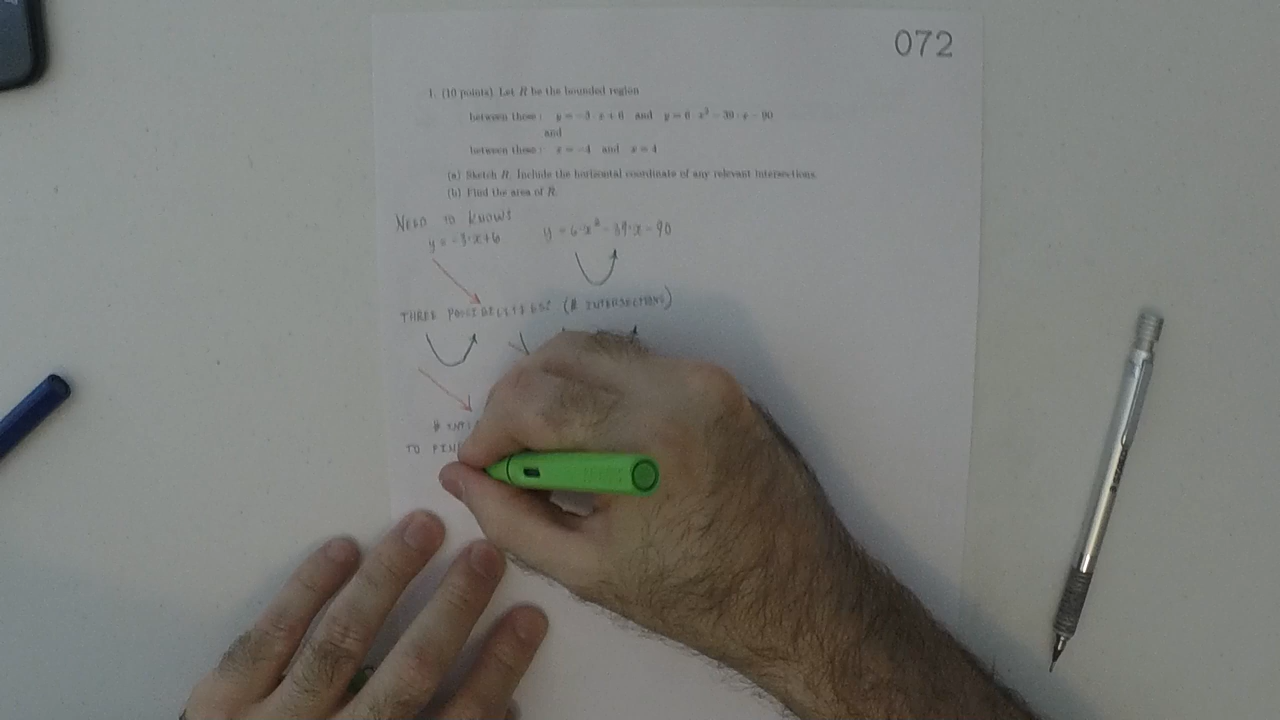 072
1. (10 points) Let R be the bounded region
between these: y = -3 · x + 6 and y = 6 · x² - 39 · x - 90
and
between these: x = -4 and x = 4
(a) Sketch R. Include the horizontal coordinate of any relevant intersections.
(b) Find the area of R.
NEED TO KNOW:
y = -3·x+6 y = 6·x² - 39·x - 90
THREE POSSIBILITIES? (# INTERSECTIONS)
#
TO